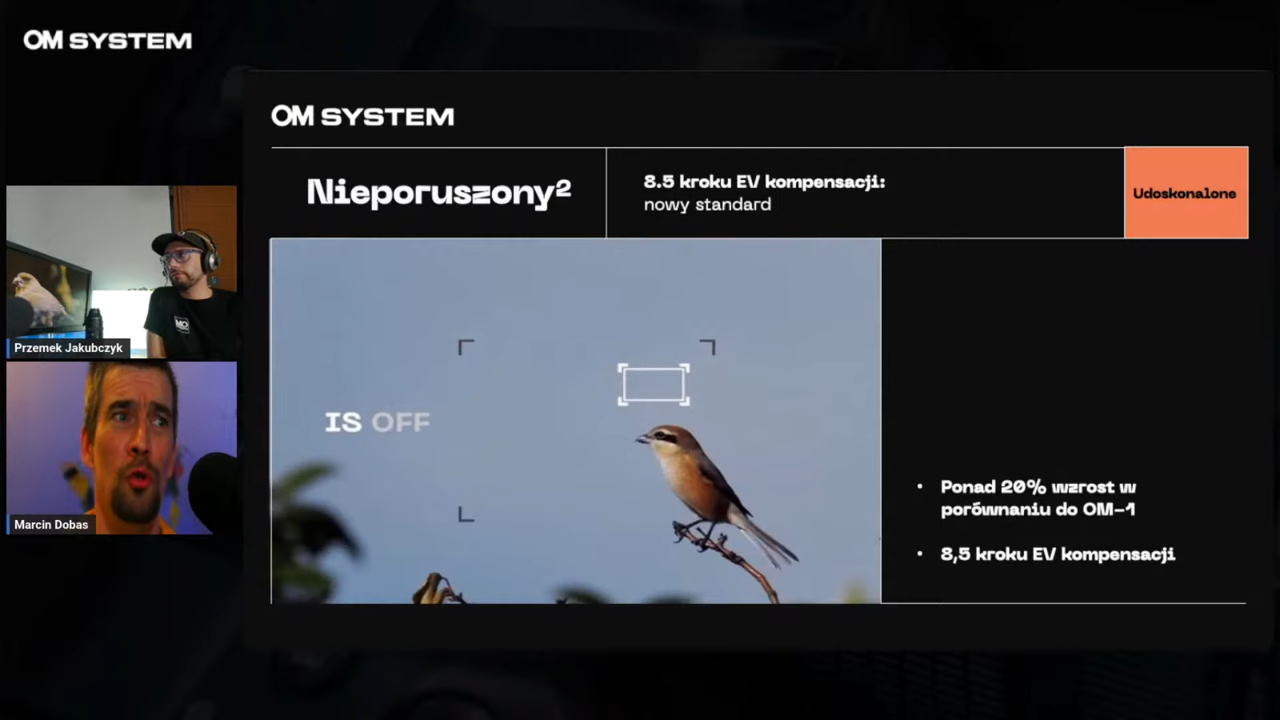 OM SYSTEM
OM SYSTEM
Nieporuszony²
8.5 kroku EV kompensacji:
nowy standard
Udoskonalone
IS OFF
Ponad 20% wzrost w
porównaniu do OM-1
8,5 kroku EV kompensacji
Przemek Jakubczyk
Marcin Dobas